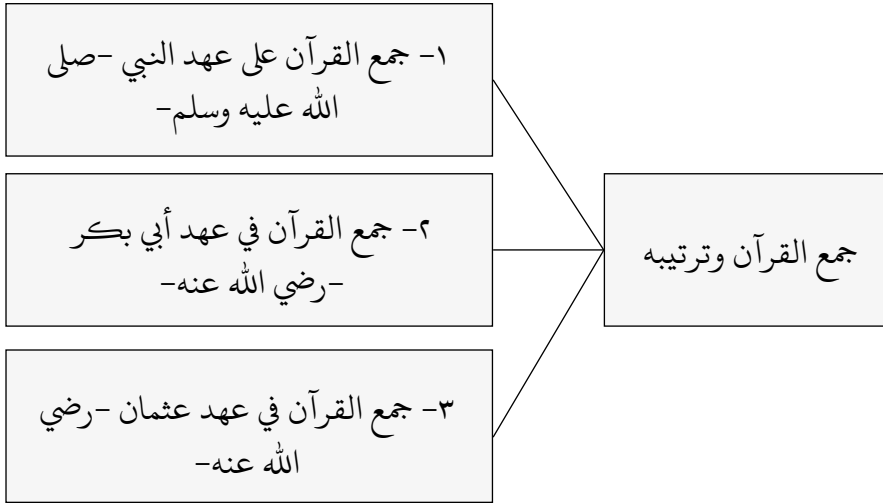 جمع القرآن وترتيبه
١- جمع القرآن على عهد النبي -صلى
الله عليه وسلم-
٢- جمع القرآن في عهد أبي بكر
-رضي الله عنه-
٣- جمع القرآن في عهد عثمان -رضي
الله عنه-